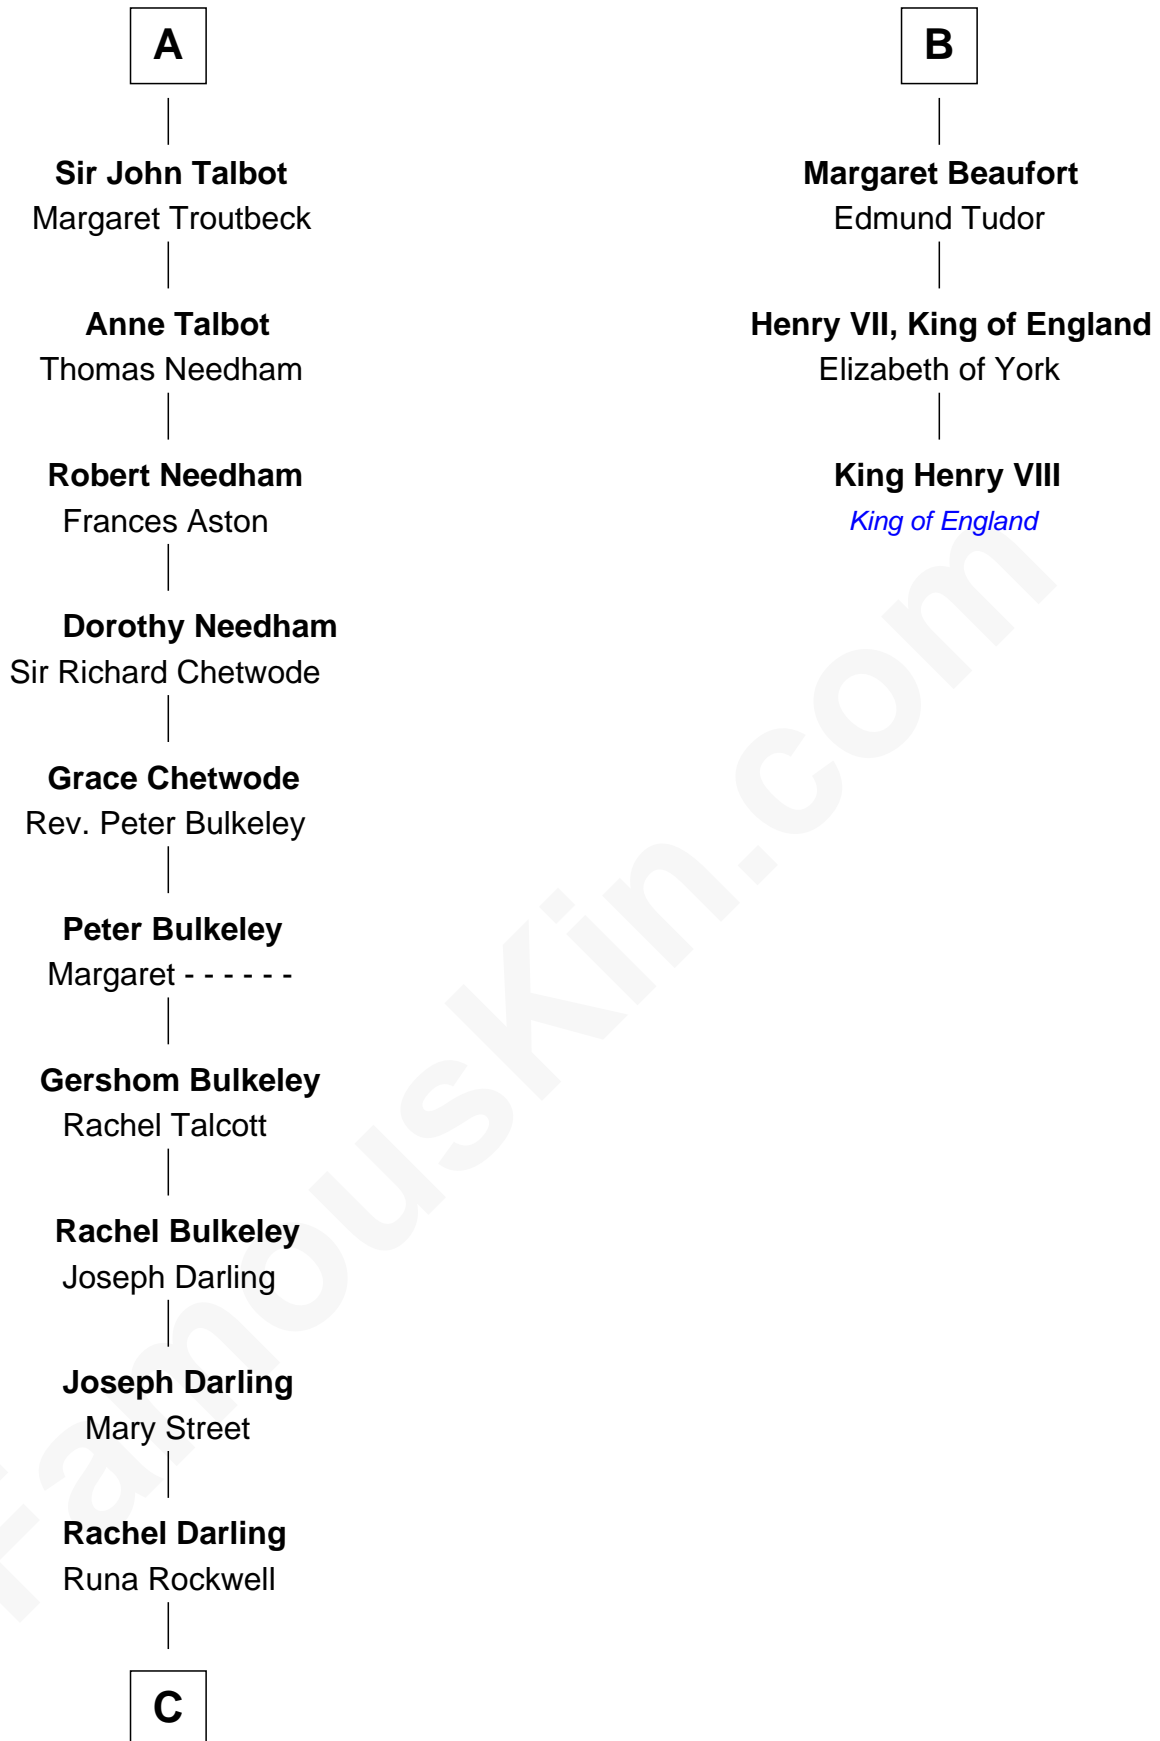 A
Sir John Talbot
Margaret Troutbeck
Anne Talbot
Thomas Needham
Robert Needham
Frances Aston
Dorothy Needham
Sir Richard Chetwode
Grace Chetwode
Rev. Peter Bulkeley
Peter Bulkeley
Margaret - - - - - -
Gershom Bulkeley
Rachel Talcott
Rachel Bulkeley
Joseph Darling
Joseph Darling
Mary Street
Rachel Darling
Runa Rockwell
C
B
Margaret Beaufort
Edmund Tudor
Henry VII, King of England
Elizabeth of York
King Henry VIII
King of England
FamousKin.com